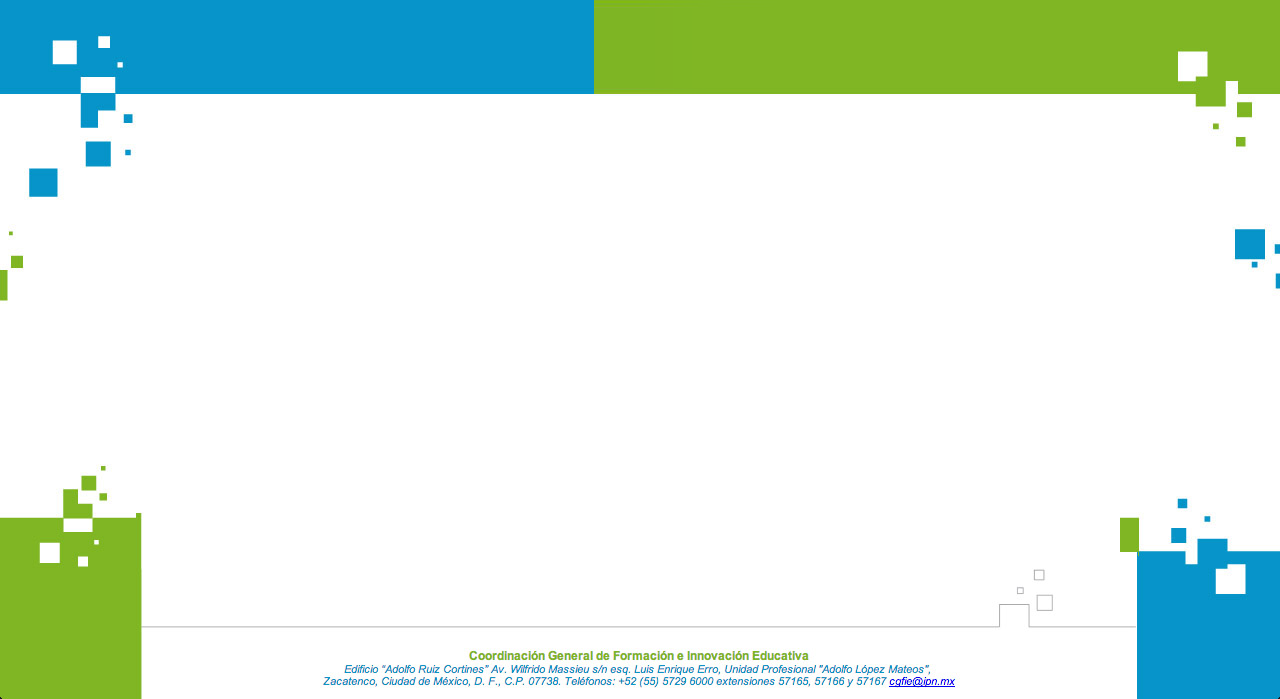 Coordinación General de Formación e Innovación Educativa
Edificio "Adolfo Ruiz Cortines" Av. Wilfrido Massieu s/n esq. Luis Enrique Erro, Unidad Profesional "Adolfo López Mateos",
Zacatenco, Ciudad de México, D. F., C.P. 07738. Teléfonos: +52 (55) 5729 6000 extensiones 57165, 57166 y 57167 cgfie@ipn.mx